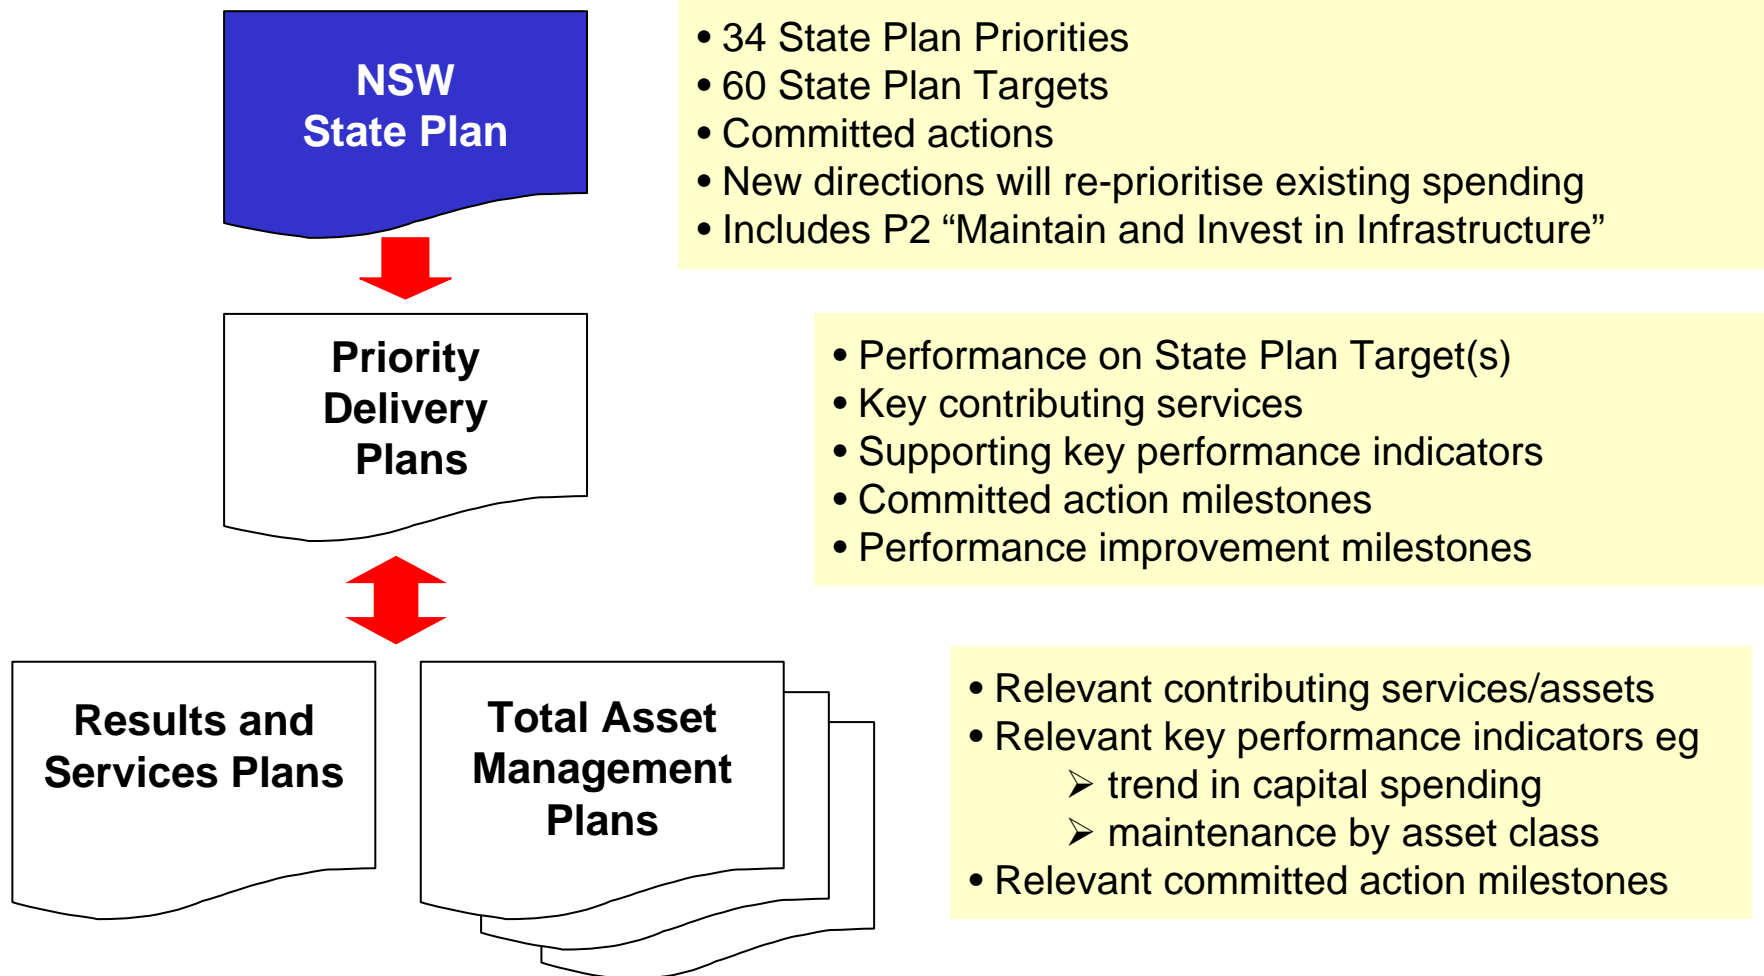 NSW
State Plan
• 34 State Plan Priorities
• 60 State Plan Targets
• Committed actions
• New directions will re-prioritise existing spending
• Includes P2 “Maintain and Invest in Infrastructure”
Priority
Delivery
Plans
• Performance on State Plan Target(s)
• Key contributing services
• Supporting key performance indicators
• Committed action milestones
• Performance improvement milestones
Results and
Services Plans
Total Asset
Management
Plans
• Relevant contributing services/assets
• Relevant key performance indicators eg
➢ trend in capital spending
➢ maintenance by asset class
• Relevant committed action milestones